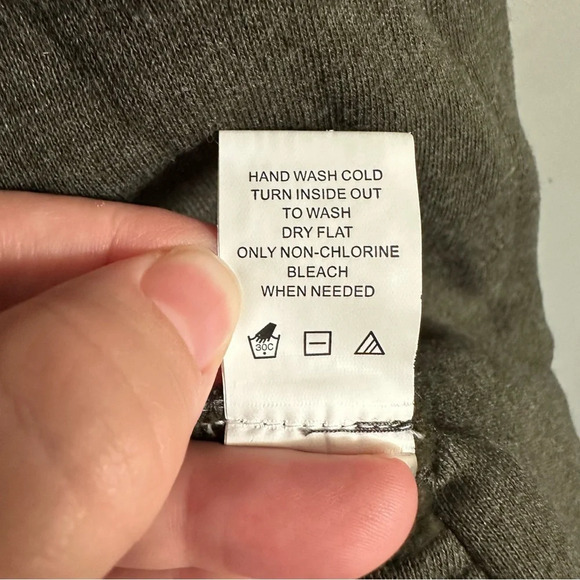 HAND WASH COLD
TURN INSIDE OUT
TO WASH
DRY FLAT
ONLY NON-CHLORINE
BLEACH
WHEN NEEDED
30C